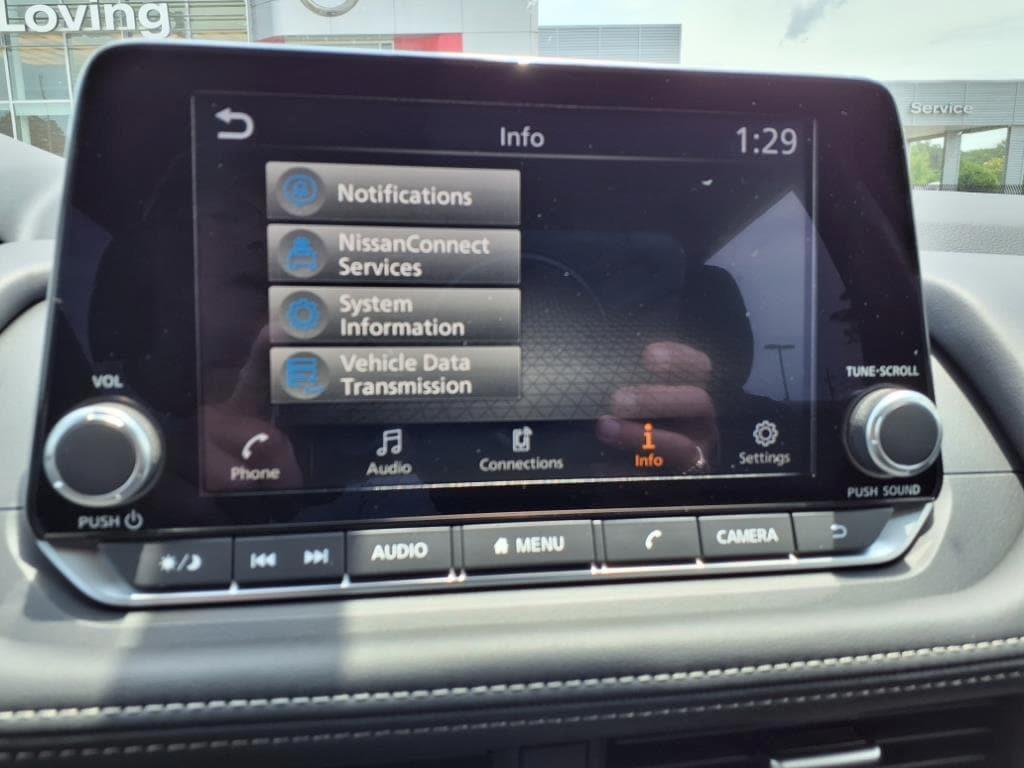 Loving
Service
Info
1:29
Notifications
NissanConnect
Services
System
Information
Vehicle Data
Transmission
VOL
TUNE·SCROLL
Phone
Audio
Connections
Info
Settings
PUSH
PUSH SOUND
AUDIO
MENU
CAMERA